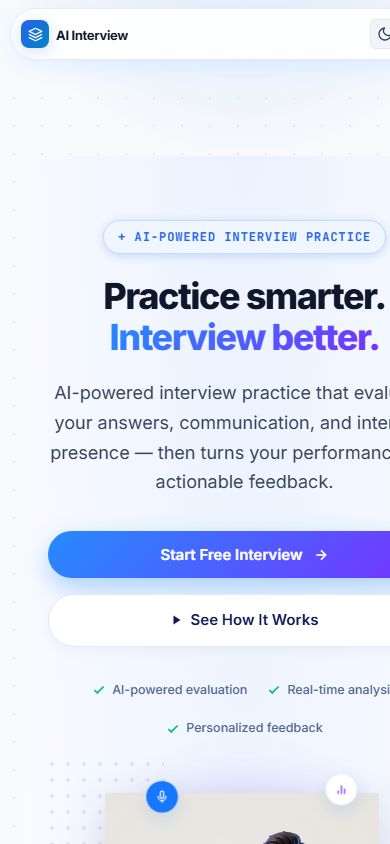 AI Interview
+ AI-POWERED INTERVIEW PRACTICE
Practice smarter.
Interview better.
AI-powered interview practice that eval
your answers, communication, and inte
presence — then turns your performanc
actionable feedback.
Start Free Interview →
See How It Works
AI-powered evaluation
Real-time analysi
Personalized feedback